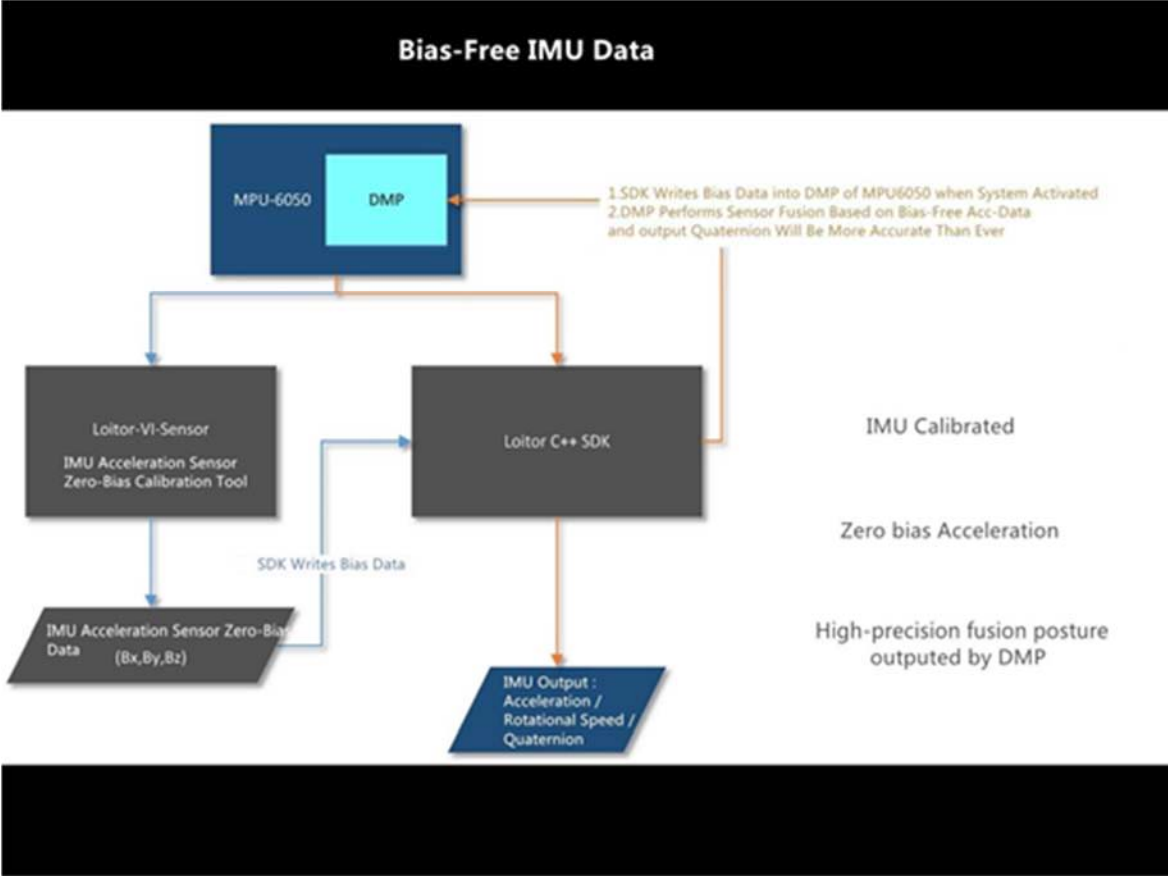 Bias-Free IMU Data
MPU-6050
DMP
1.SDK Writes Bias Data into DMP of MPU6050 when System Activated
2.DMP Performs Sensor Fusion Based on Bias-Free Acc-Data
and output Quaternion Will Be More Accurate Than Ever
Loitor-VI-Sensor
IMU Acceleration Sensor
Zero-Bias Calibration Tool
Loitor C++ SDK
IMU Calibrated
Zero bias Acceleration
SDK Writes Bias Data
IMU Acceleration Sensor Zero-Bias
Data
(Bx,By,Bz)
High-precision fusion posture
outputed by DMP
IMU Output :
Acceleration /
Rotational Speed /
Quaternion